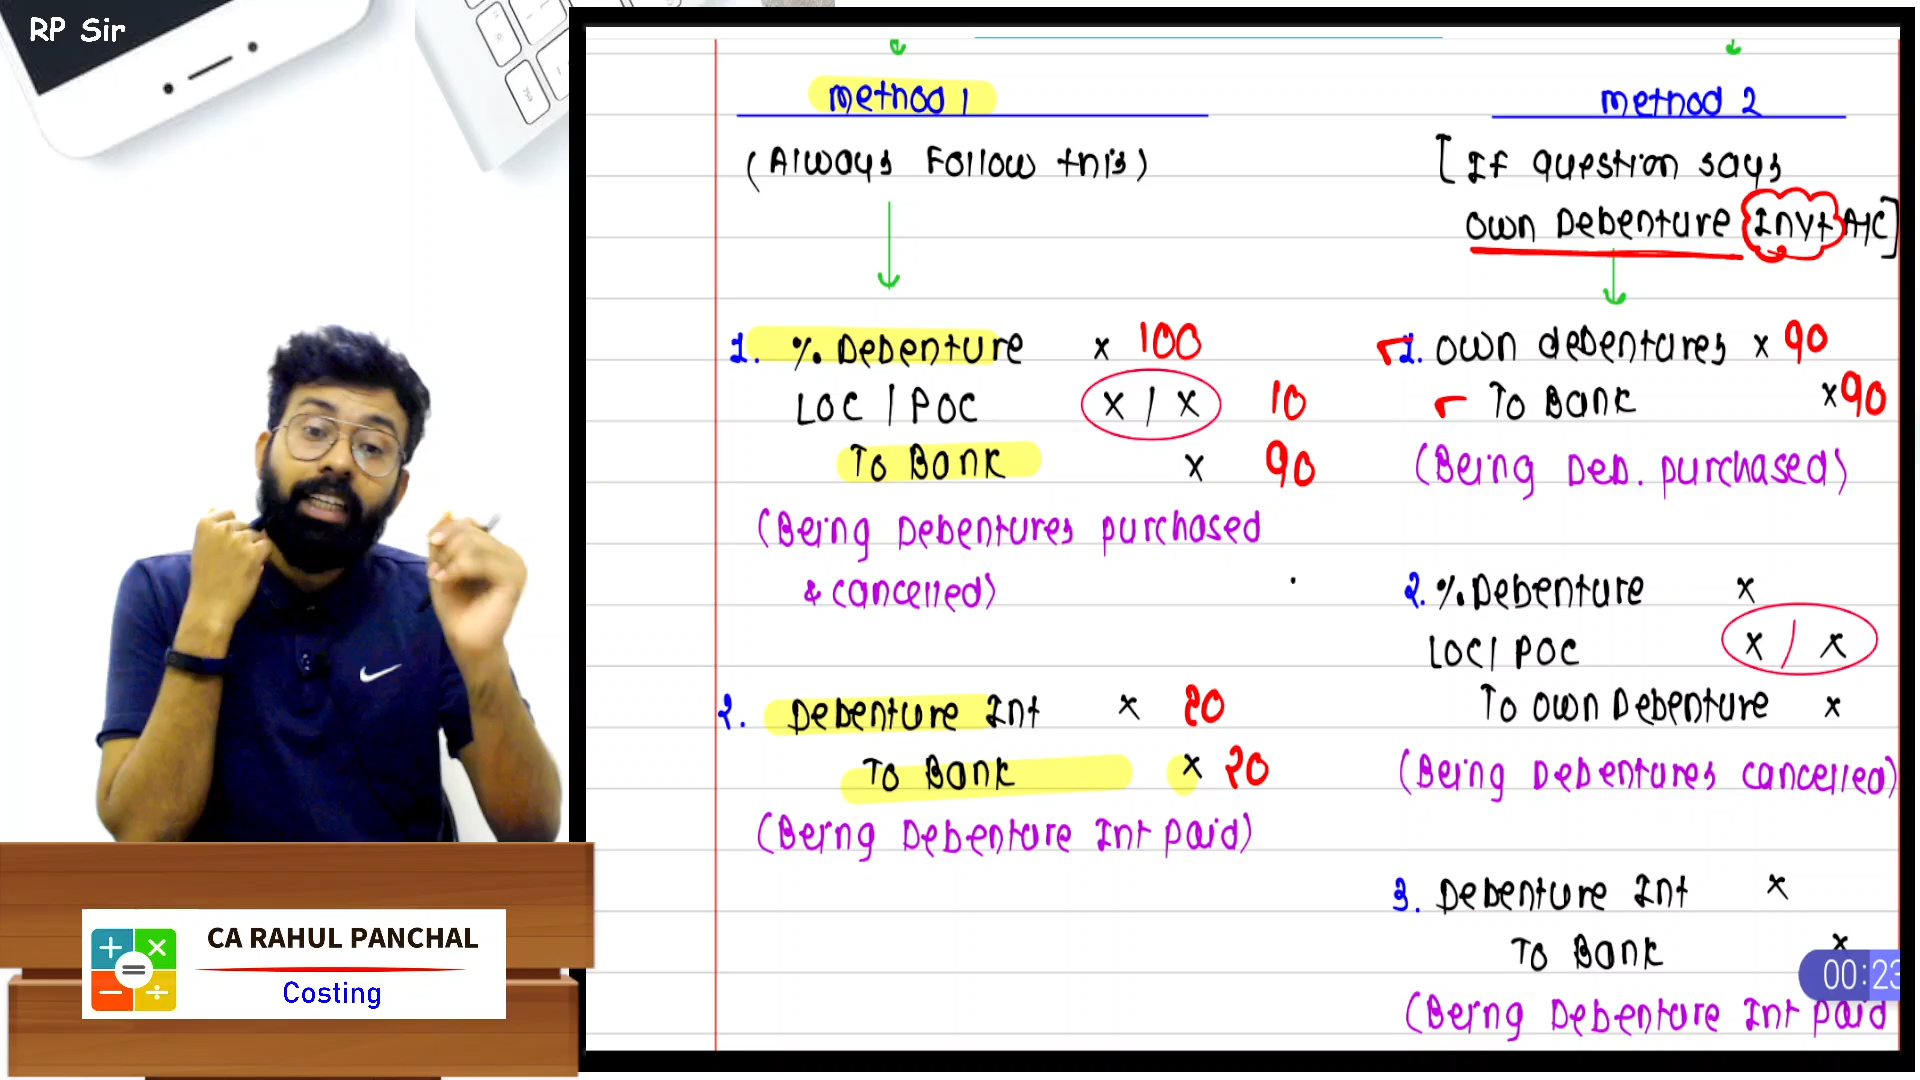 RP Sir
Method 1
(Always Follow this)
1. % Debenture x 100
LOC / POC x / x 10
To Bank x 90
(Being Debentures purchased
& cancelled)
2. Debenture Int x 20
To Bank x 20
(Being Debenture Int paid)
Method 2
[If question says
own Debenture Invt A/C]
1. own debentures x 90
To Bank x 90
(Being Deb. purchased)
2. % Debenture x
LOC / POC x / x
To own Debenture x
(Being Debentures cancelled)
3. Debenture Int x
To Bank x
(Being Debenture Int paid
00:23
CA RAHUL PANCHAL
Costing